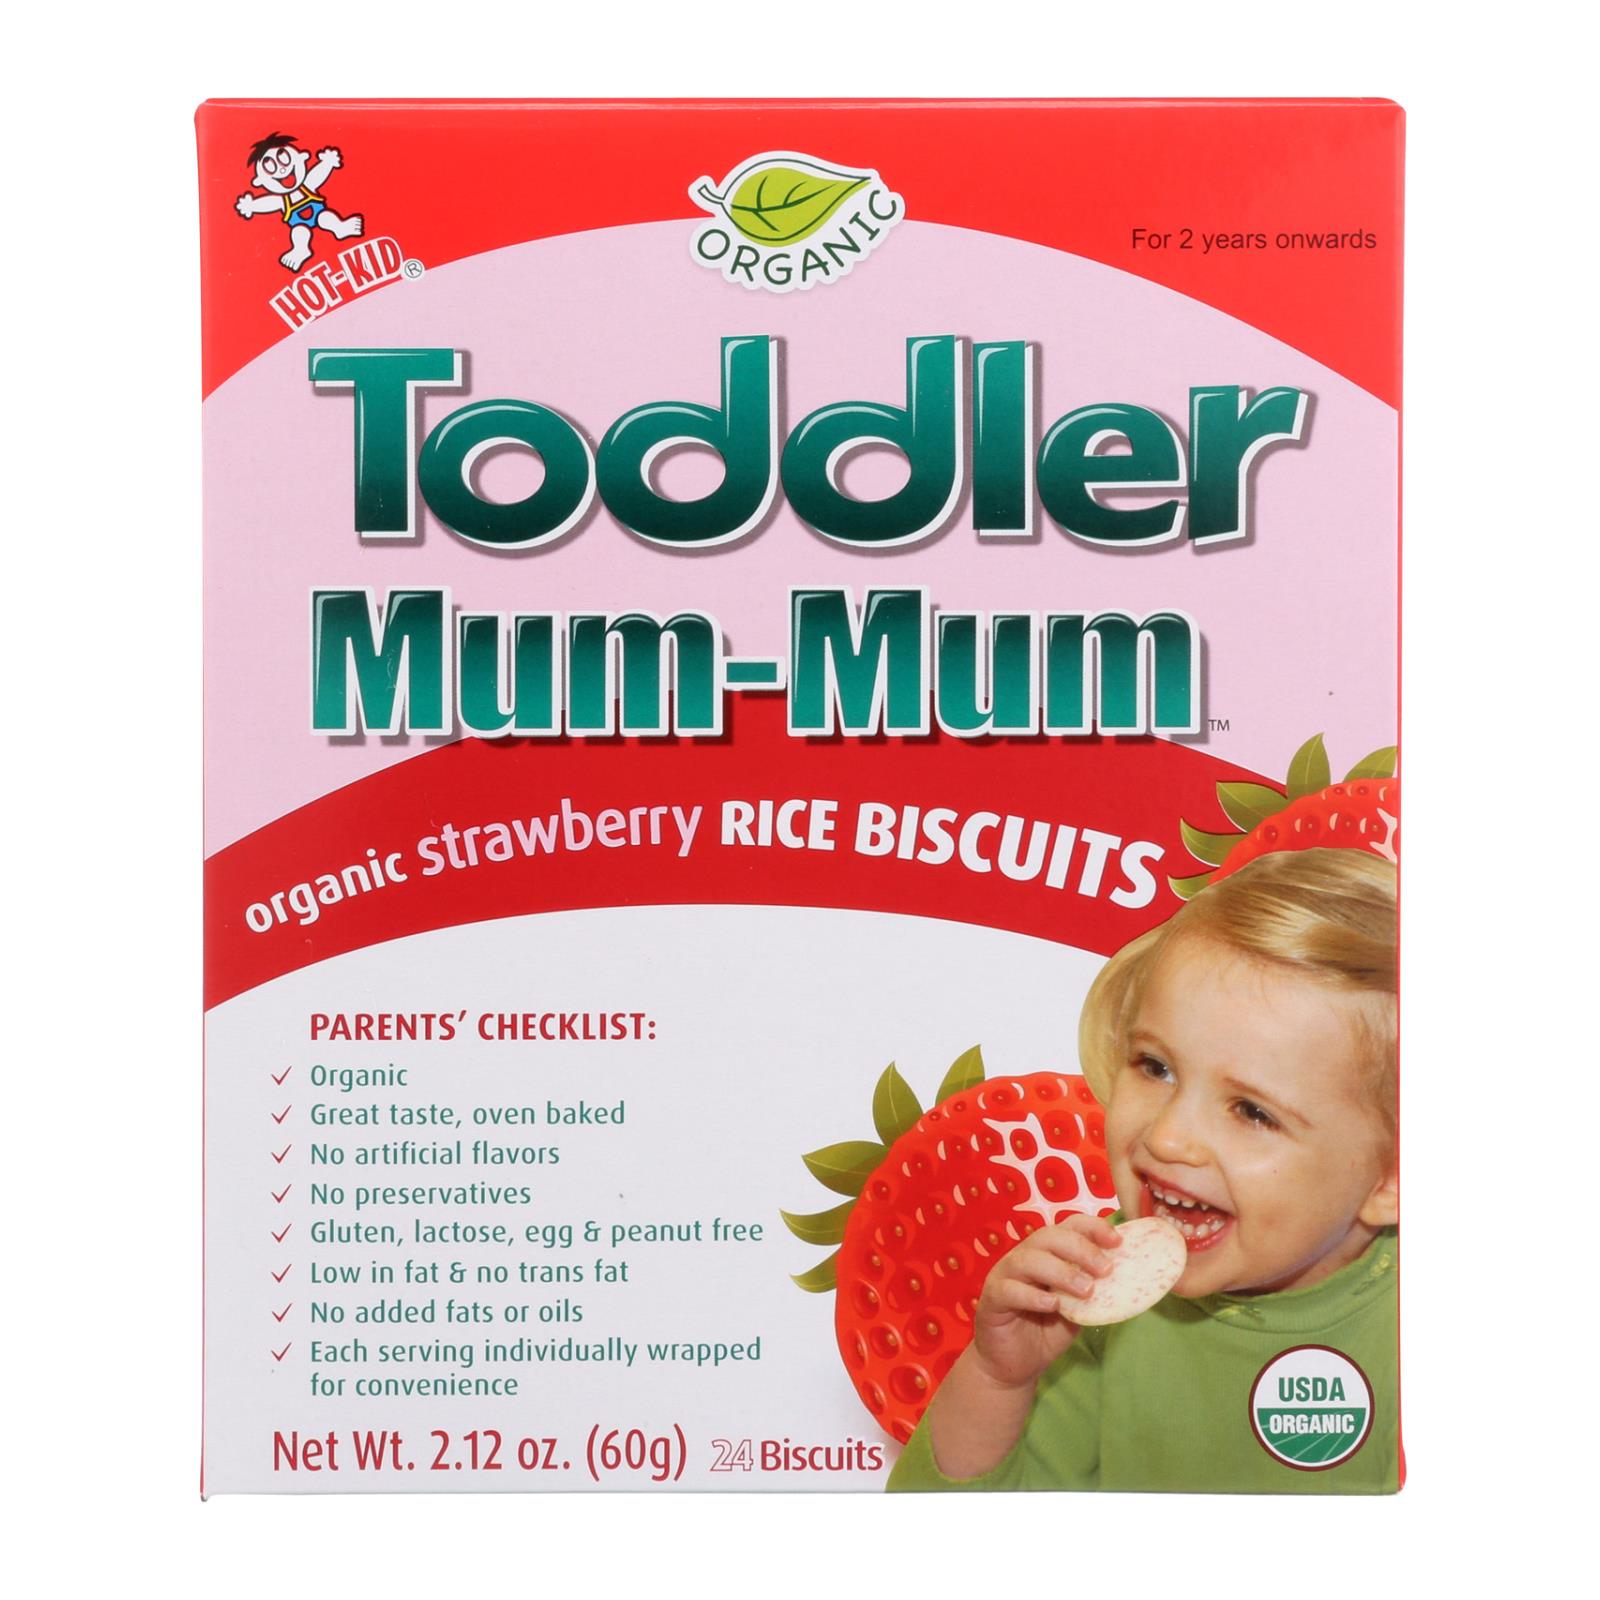 HOT-KID®
ORGANIC
For 2 years onwards
Toddler
Mum-Mum™
organic strawberry RICE BISCUITS
PARENTS' CHECKLIST:
✓ Organic
✓ Great taste, oven baked
✓ No artificial flavors
✓ No preservatives
✓ Gluten, lactose, egg & peanut free
✓ Low in fat & no trans fat
✓ No added fats or oils
✓ Each serving individually wrapped
for convenience
Net Wt. 2.12 oz. (60g) 24 Biscuits
USDA
ORGANIC